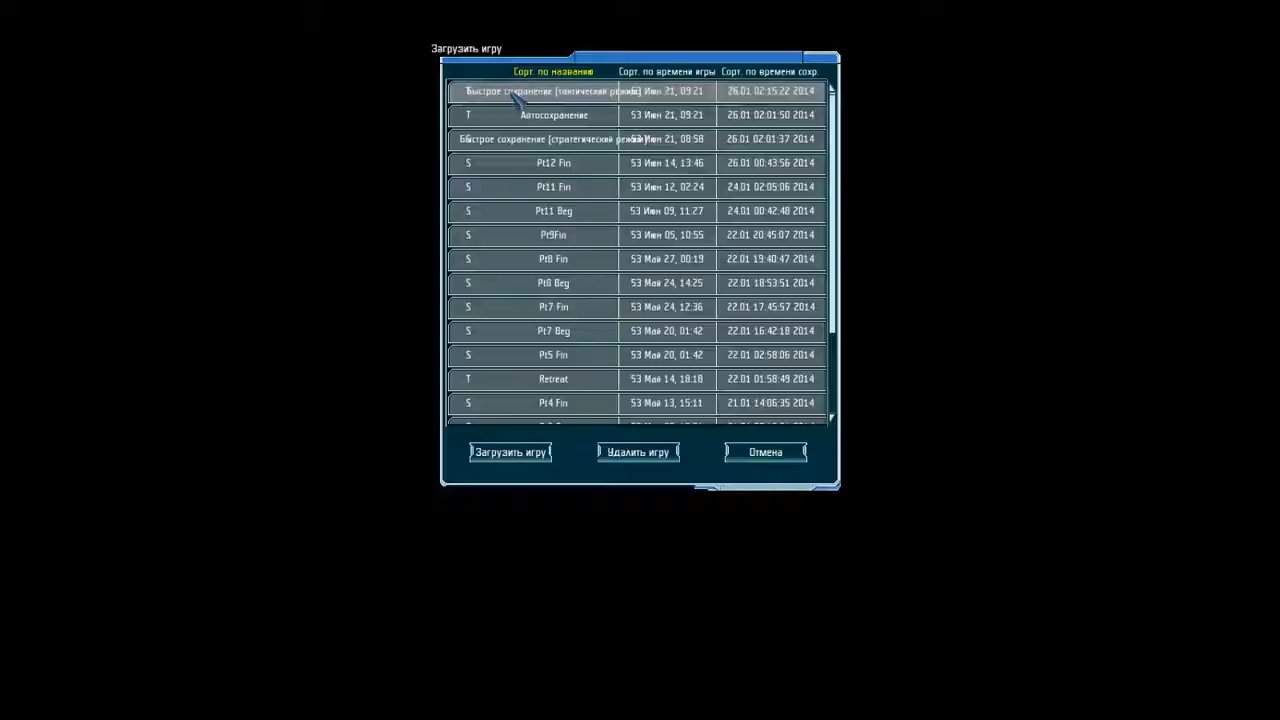 Загрузить игру
Сорт. по названию Сорт. по времени игры Сорт. по времени сохр.
T Быстрое сохранение (тактический режим) 53 Июн 21, 09:21 26.01 02:15:22 2014
T Автосохранение 53 Июн 21, 09:21 26.01 02:01:50 2014
S Быстрое сохранение (стратегический режим) 53 Июн 21, 08:58 26.01 02:01:37 2014
S Pt12 Fin 53 Июн 14, 13:46 26.01 00:43:56 2014
S Pt11 Fin 53 Июн 12, 02:24 24.01 02:05:06 2014
S Pt11 Beg 53 Июн 09, 11:27 24.01 00:42:48 2014
S Pt9Fin 53 Июн 05, 10:55 22.01 20:45:07 2014
S Pt8 Fin 53 Май 27, 00:19 22.01 19:40:47 2014
S Pt8 Beg 53 Май 24, 14:25 22.01 18:53:51 2014
S Pt7 Fin 53 Май 24, 12:36 22.01 17:45:57 2014
S Pt7 Beg 53 Май 20, 01:42 22.01 16:42:18 2014
S Pt5 Fin 53 Май 20, 01:42 22.01 02:58:06 2014
T Retreat 53 Май 14, 18:18 22.01 01:58:49 2014
S Pt4 Fin 53 Май 13, 15:11 21.01 14:06:35 2014
Загрузить игру Удалить игру Отмена